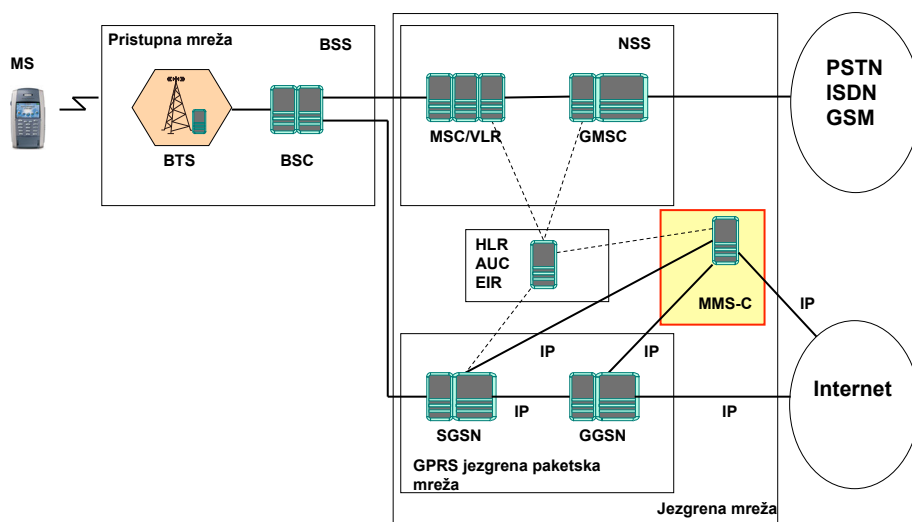 Pristupna mreža
BSS
NSS
MS
PSTN
ISDN
GSM
BTS
BSC
MSC/VLR
GMSC
HLR
AUC
EIR
MMS-C
IP
IP
IP
Internet
IP
IP
SGSN
GGSN
GPRS jezgrena paketska
mreža
Jezgrena mreža